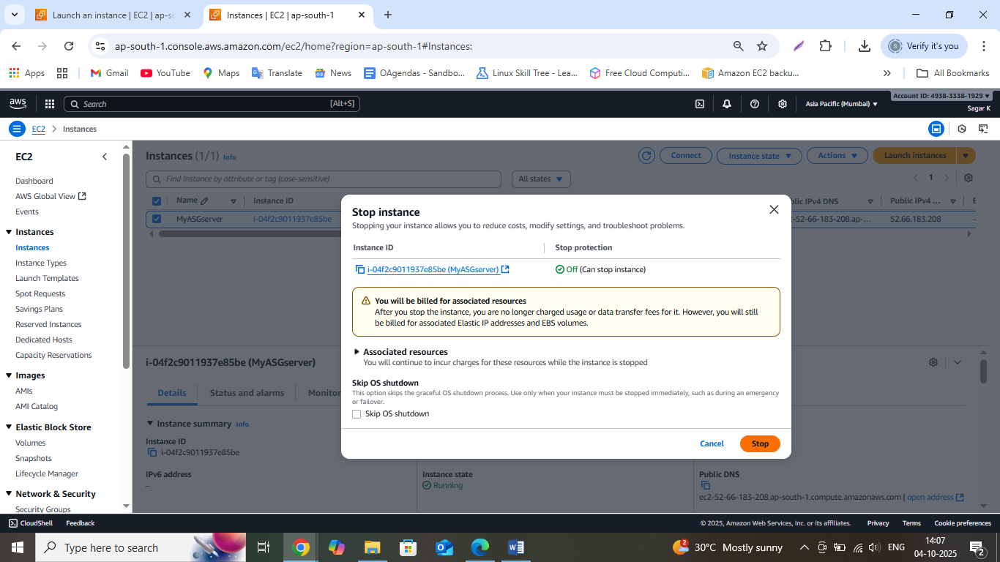 Launch an instance | EC2 | ap-sc
Instances | EC2 | ap-south-1
ap-south-1.console.aws.amazon.com/ec2/home?region=ap-south-1#Instances:
S
Verify it's you
Apps
Gmail
YouTube
Maps
Translate
News
OAgendas - Sandbo...
Linux Skill Tree - Lea...
Free Cloud Computi...
Amazon EC2 backu...
All Bookmarks
aws
Search
[Alt+S]
Asia Pacific (Mumbai)
Account ID: 4938-3338-1929
Sagar K
EC2
Instances
EC2
Dashboard
AWS Global View
Events
Instances
Instances
Instance Types
Launch Templates
Spot Requests
Savings Plans
Reserved Instances
Dedicated Hosts
Capacity Reservations
Images
AMIs
AMI Catalog
Elastic Block Store
Volumes
Snapshots
Lifecycle Manager
Network & Security
Security Groups
Instances (1/1) Info
Connect
Instance state
Actions
Launch instances
Find Instance by attribute or tag (case-sensitive)
All states
1
Name
Instance ID
blic IPv4 DNS
Public IPv4 ...
E
MyASGserver
i-04f2c9011937e85be
2-52-66-183-208.ap-...
52.66.183.208
–
Stop instance
Stopping your instance allows you to reduce costs, modify settings, and troubleshoot problems.
Instance ID
Stop protection
i-04f2c9011937e85be (MyASGserver)
Off (Can stop instance)
You will be billed for associated resources
After you stop the instance, you are no longer charged usage or data transfer fees for it. However, you will still
be billed for associated Elastic IP addresses and EBS volumes.
Associated resources
You will continue to incur charges for these resources while the instance is stopped
Skip OS shutdown
This option skips the graceful OS shutdown process. Use only when your instance must be stopped immediately, such as during an emergency
or failover.
Skip OS shutdown
Cancel
Stop
i-04f2c9011937e85be (MyASGserver)
Details
Status and alarms
Monitor
Instance summary Info
Instance ID
i-04f2c9011937e85be
IPv6 address
–
Instance state
Running
Public DNS
ec2-52-66-183-208.ap-south-1.compute.amazonaws.com | open address
CloudShell
Feedback
© 2025, Amazon Web Services, Inc. or its affiliates.
Privacy
Terms
Cookie preferences
Type here to search
2
30°C Mostly sunny
ENG
14:07
04-10-2025
2